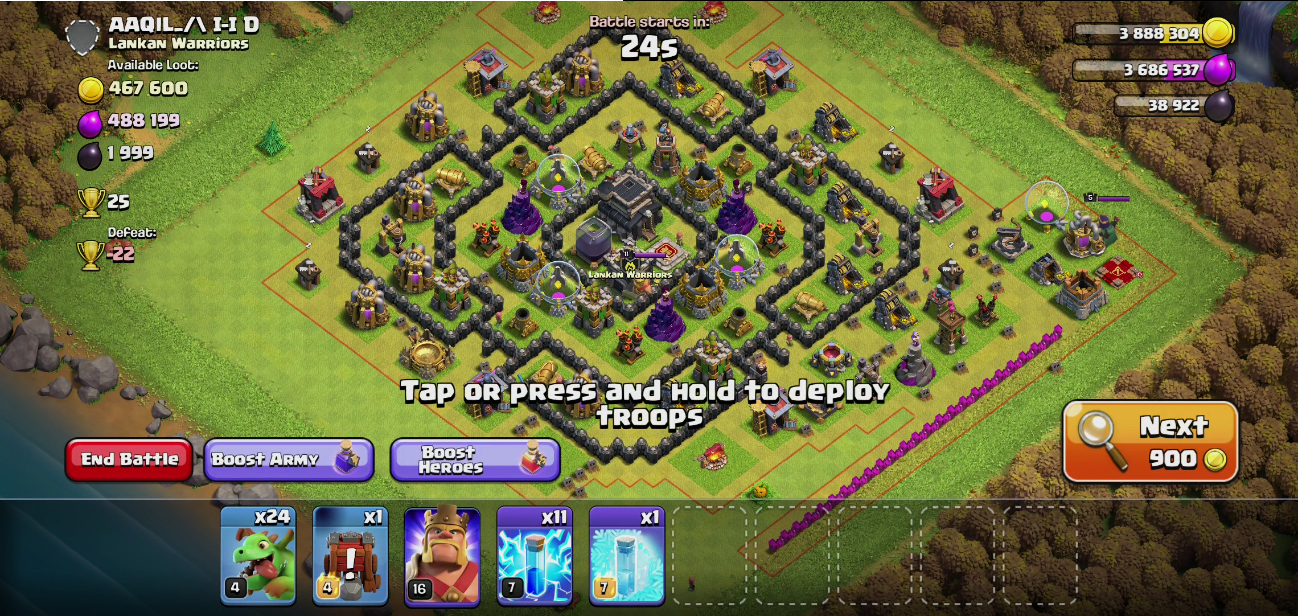 AAQIL_/\ I-I D
Lankan Warriors
Available Loot:
467 600
488 199
1 999
25
Defeat:
-22
Battle starts in:
24s
3 888 304
3 686 537
38 922
5
11
Lankan Warriors
Tap or press and hold to deploy
troops
End Battle
Boost Army
Boost
Heroes
Next
900
x24
4
x1
4
16
x11
7
x1
7